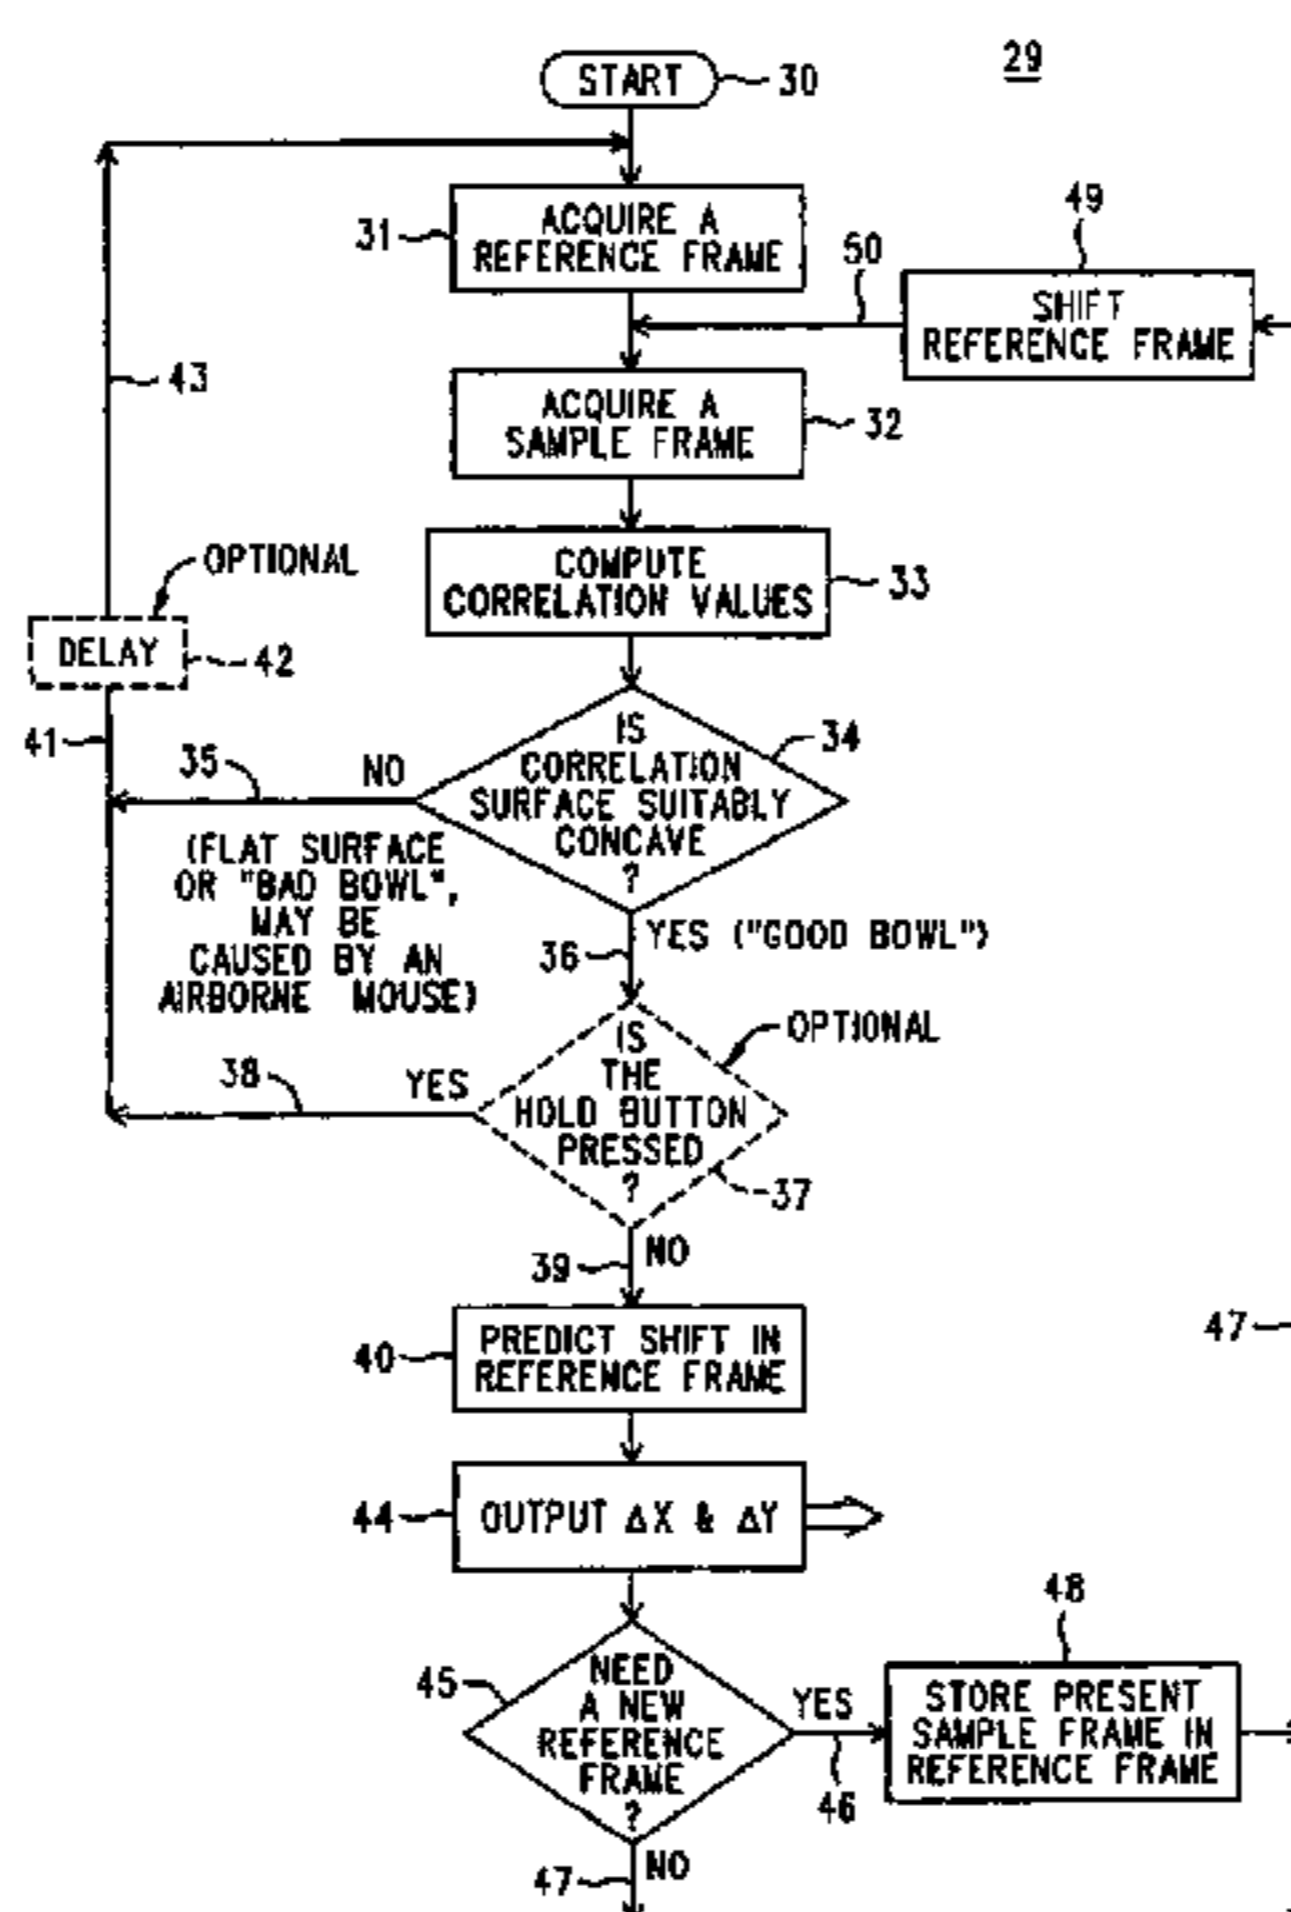 START
30
29
31
ACQUIRE A
REFERENCE FRAME
49
50
SHIFT
REFERENCE FRAME
43
ACQUIRE A
SAMPLE FRAME
32
OPTIONAL
COMPUTE
CORRELATION VALUES
33
DELAY
42
41
35
NO
IS
CORRELATION
SURFACE SUITABLY
CONCAVE
?
34
(FLAT SURFACE
OR "BAD BOWL",
MAY BE
CAUSED BY AN
AIRBORNE MOUSE)
36
YES ("GOOD BOWL")
OPTIONAL
38
YES
IS
THE
HOLD BUTTON
PRESSED
?
37
39
NO
40
PREDICT SHIFT IN
REFERENCE FRAME
47
44
OUTPUT ΔX & ΔY
45
NEED
A NEW
REFERENCE
FRAME
?
YES
46
48
STORE PRESENT
SAMPLE FRAME IN
REFERENCE FRAME
47
NO